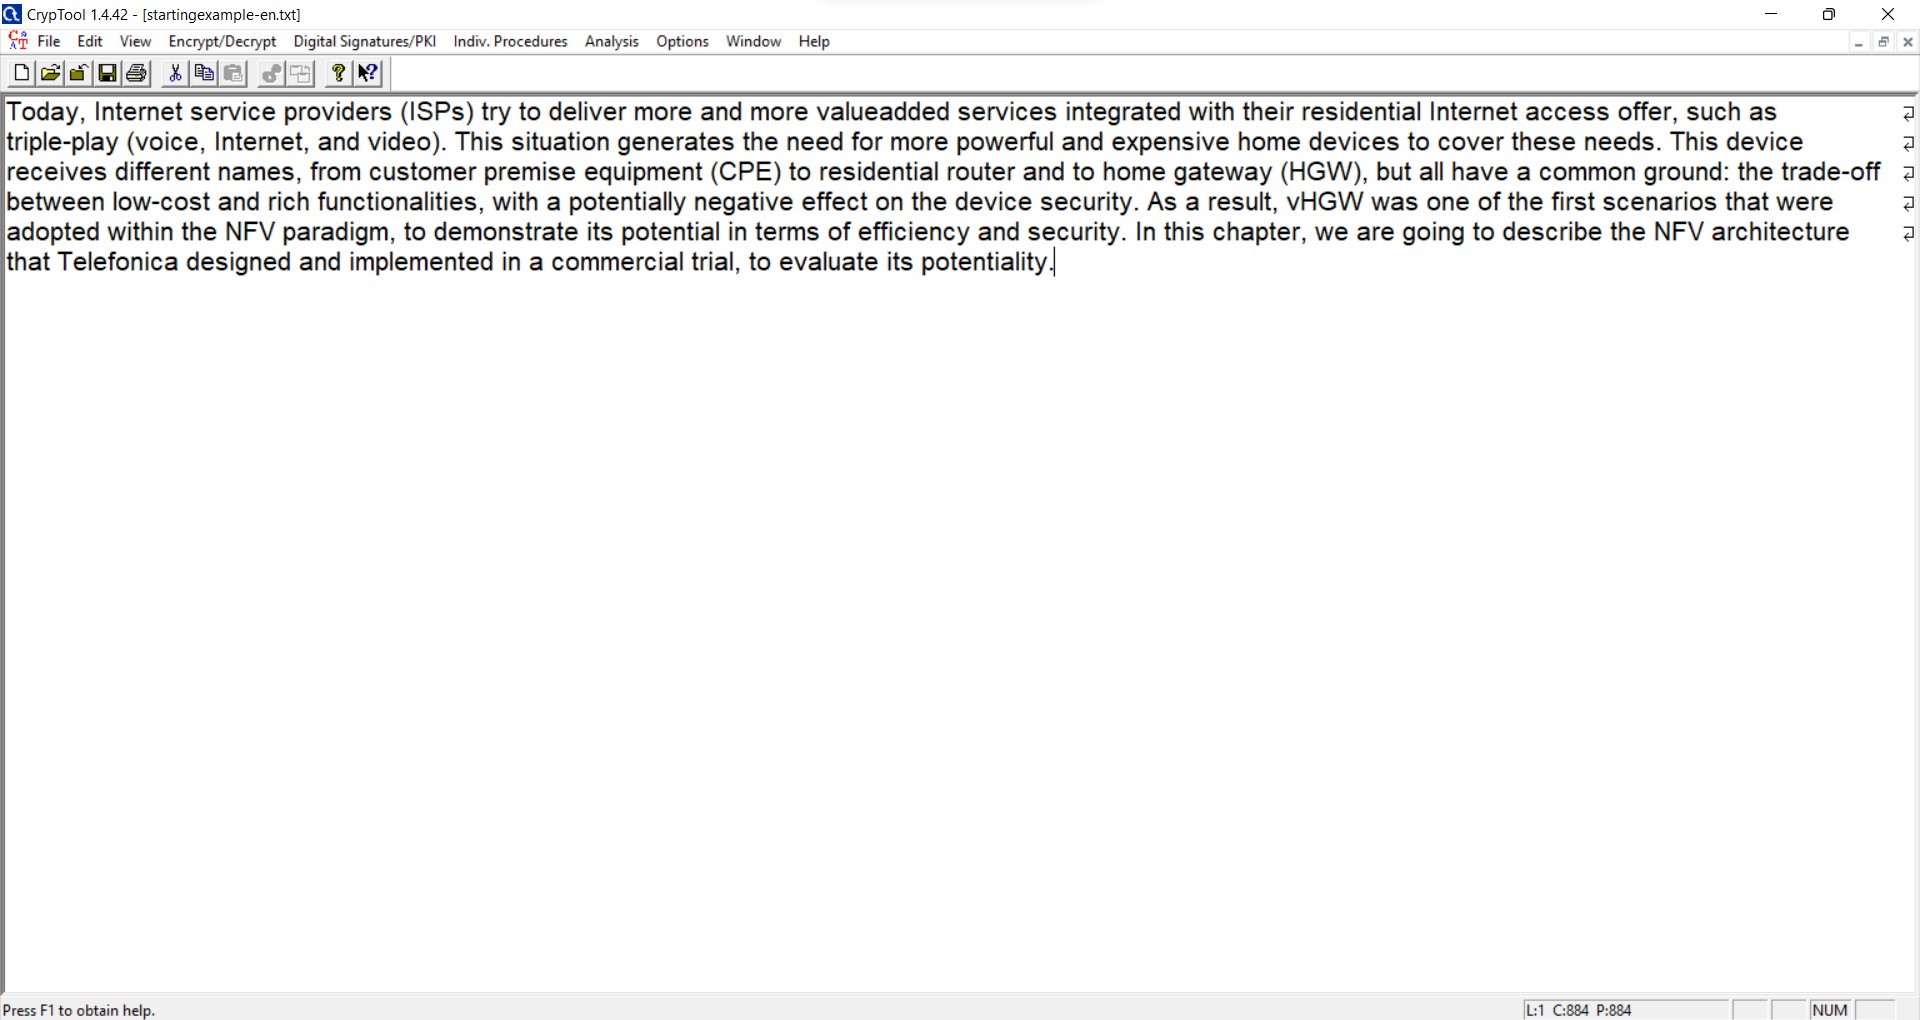 CrypTool 1.4.42 - [startingexample-en.txt]
File Edit View Encrypt/Decrypt Digital Signatures/PKI Indiv. Procedures Analysis Options Window Help
Today, Internet service providers (ISPs) try to deliver more and more valueadded services integrated with their residential Internet access offer, such as
triple-play (voice, Internet, and video). This situation generates the need for more powerful and expensive home devices to cover these needs. This device
receives different names, from customer premise equipment (CPE) to residential router and to home gateway (HGW), but all have a common ground: the trade-off
between low-cost and rich functionalities, with a potentially negative effect on the device security. As a result, vHGW was one of the first scenarios that were
adopted within the NFV paradigm, to demonstrate its potential in terms of efficiency and security. In this chapter, we are going to describe the NFV architecture
that Telefonica designed and implemented in a commercial trial, to evaluate its potentiality.
Press F1 to obtain help. L:1 C:884 P:884 NUM